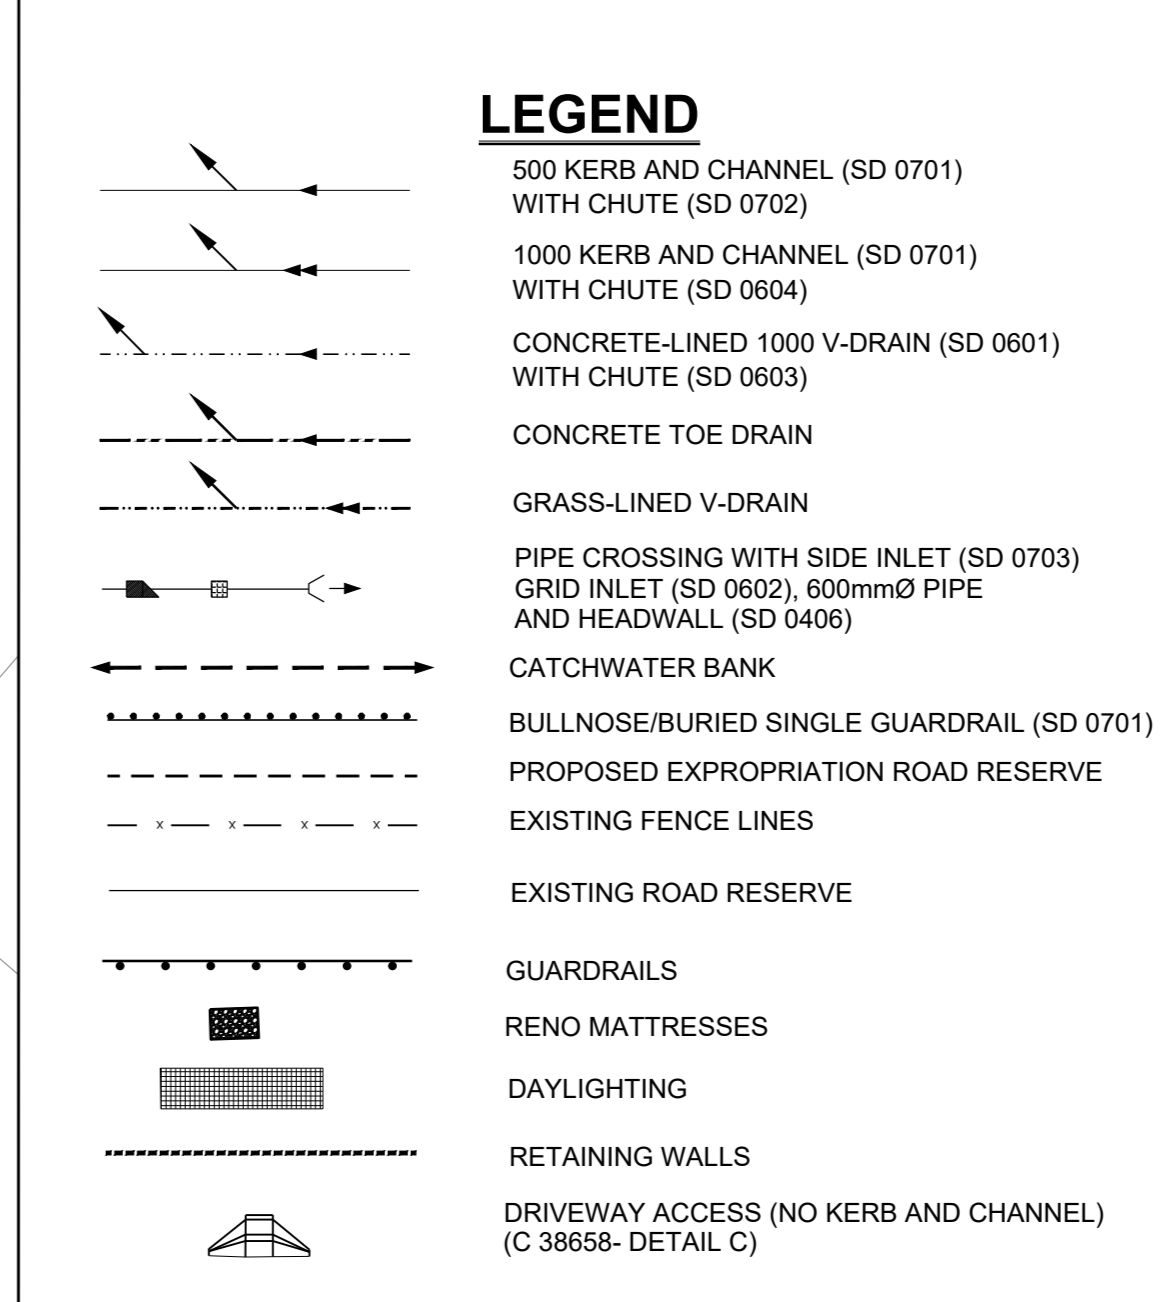 LEGEND
500 KERB AND CHANNEL (SD 0701)
WITH CHUTE (SD 0702)
1000 KERB AND CHANNEL (SD 0701)
WITH CHUTE (SD 0604)
CONCRETE-LINED 1000 V-DRAIN (SD 0601)
WITH CHUTE (SD 0603)
CONCRETE TOE DRAIN
GRASS-LINED V-DRAIN
PIPE CROSSING WITH SIDE INLET (SD 0703)
GRID INLET (SD 0602), 600mmØ PIPE
AND HEADWALL (SD 0406)
CATCHWATER BANK
BULLNOSE/BURIED SINGLE GUARDRAIL (SD 0701)
PROPOSED EXPROPRIATION ROAD RESERVE
x x x x EXISTING FENCE LINES
EXISTING ROAD RESERVE
GUARDRAILS
RENO MATTRESSES
DAYLIGHTING
RETAINING WALLS
DRIVEWAY ACCESS (NO KERB AND CHANNEL)
(C 38658- DETAIL C)